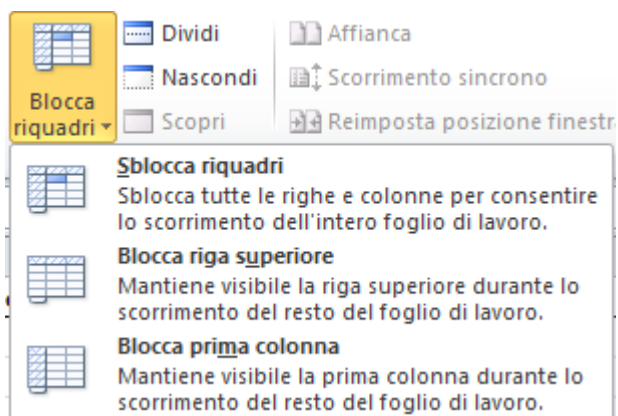 Dividi
Affianca
Nascondi
Scorrimento sincrono
Blocca
riquadri
Scopri
Reimposta posizione finestr
Sblocca riquadri
Sblocca tutte le righe e colonne per consentire
lo scorrimento dell'intero foglio di lavoro.
Blocca riga superiore
Mantiene visibile la riga superiore durante lo
scorrimento del resto del foglio di lavoro.
Blocca prima colonna
Mantiene visibile la prima colonna durante lo
scorrimento del resto del foglio di lavoro.